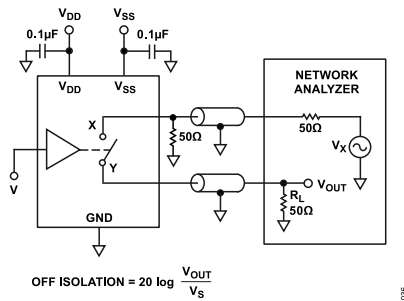 VDD
VSS
0.1µF
0.1µF
VDD
VSS
NETWORK
ANALYZER
X
50Ω
50Ω
VX
Y
V
VOUT
RL
50Ω
GND
OFF ISOLATION = 20 log VOUT
VS
036